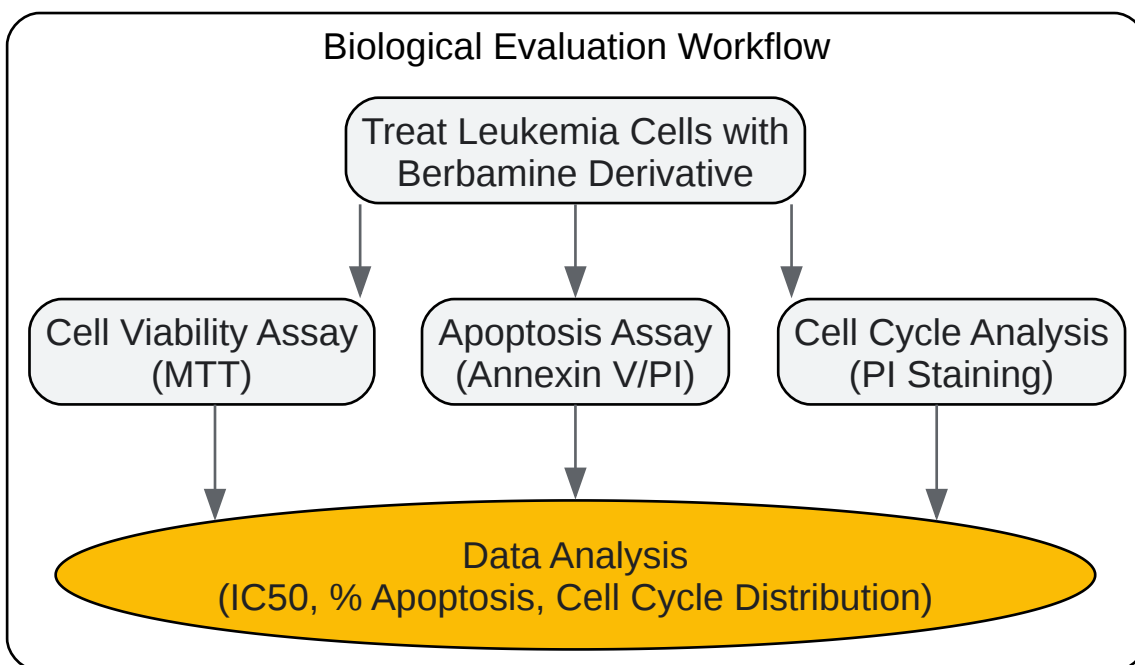 Biological Evaluation Workflow
Treat Leukemia Cells with
Berbamine Derivative
Cell Viability Assay
(MTT)
Apoptosis Assay
(Annexin V/PI)
Cell Cycle Analysis
(PI Staining)
Data Analysis
(IC50, % Apoptosis, Cell Cycle Distribution)